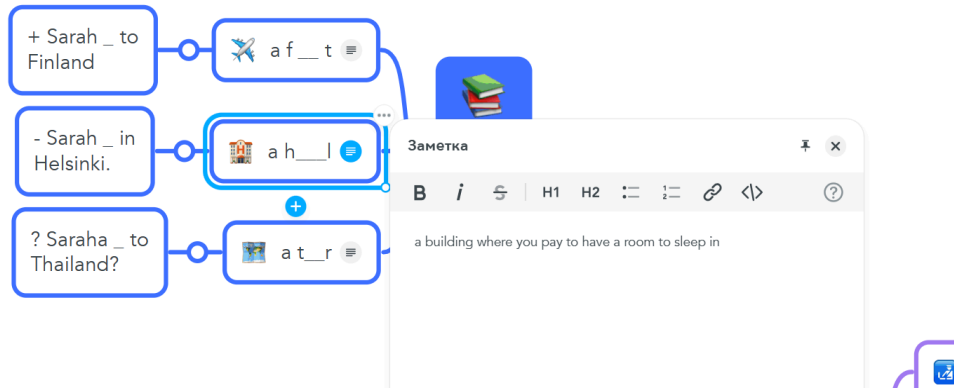 + Sarah _ to
Finland
a f __ t
- Sarah _ in
Helsinki.
a h___l
? Saraha _ to
Thailand?
a t__r
Заметка
B i S H1 H2
a building where you pay to have a room to sleep in